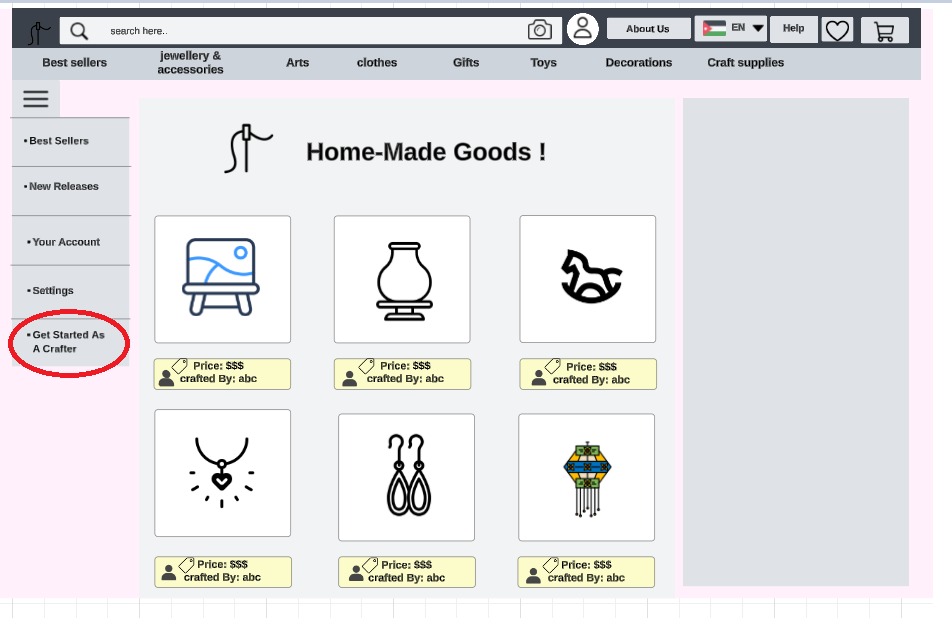 search here..
About Us
EN
Help
Best sellers
jewellery &
accessories
Arts
clothes
Gifts
Toys
Decorations
Craft supplies
• Best Sellers
• New Releases
• Your Account
• Settings
• Get Started As
A Crafter
Home-Made Goods !
Price: $$$
crafted By: abc
Price: $$$
crafted By: abc
Price: $$$
crafted By: abc
Price: $$$
crafted By: abc
Price: $$$
crafted By: abc
Price: $$$
crafted By: abc